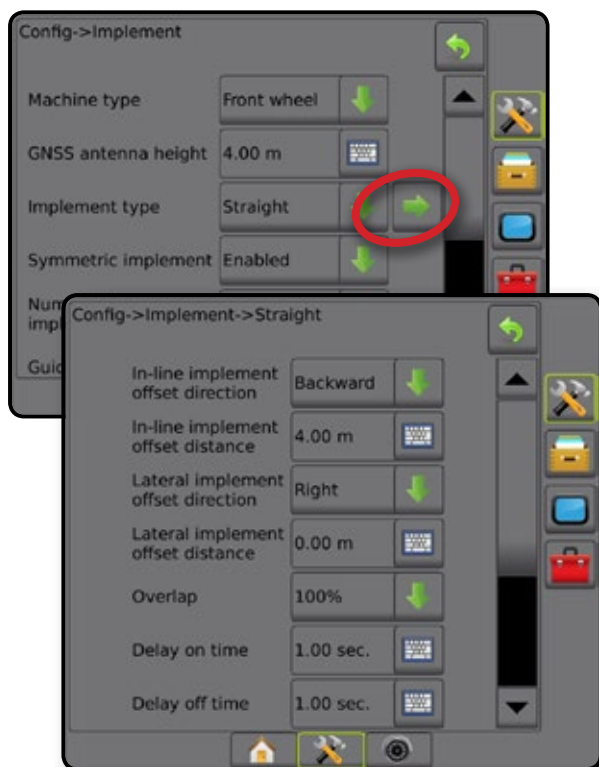 Config->Implement
Machine type Front wheel
GNSS antenna height 4.00 m
Implement type Straight
Symmetric implement Enabled
Config->Implement->Straight
In-line implement
offset direction Backward
In-line implement
offset distance 4.00 m
Lateral implement
offset direction Right
Lateral implement
offset distance 0.00 m
Overlap 100%
Delay on time 1.00 sec.
Delay off time 1.00 sec.